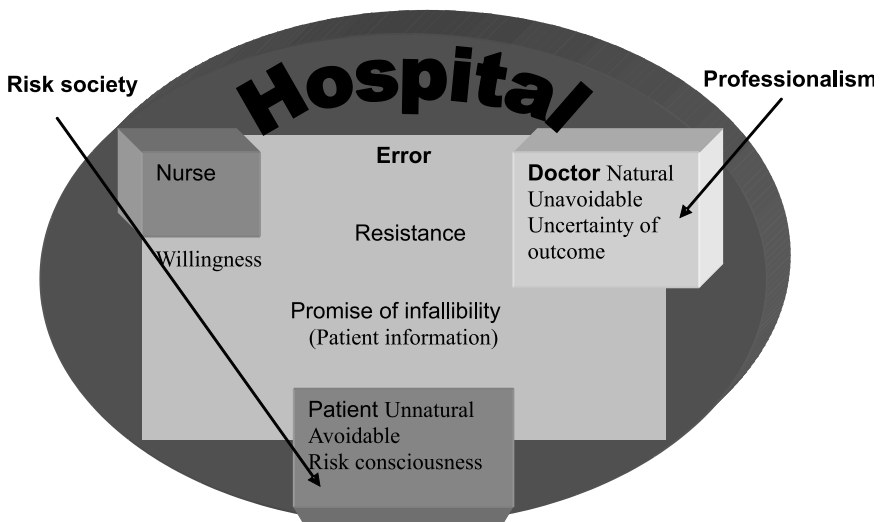 Hospital
Risk society
Professionalism
Error
Nurse
Doctor Natural
Unavoidable
Uncertainty of
outcome
Resistance
Willingness
Promise of infallibility
(Patient information)
Patient Unnatural
Avoidable
Risk consciousness